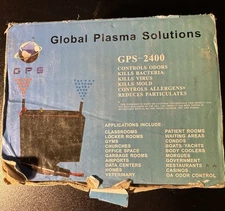 Global Plasma Solutions
GPS
GPS-2400
CONTROLS ODORS
KILLS BACTERIA
KILLS VIRUS
KILLS MOLD
CONTROLS ALLERGENS
REDUCES PARTICULATES
APPLICATIONS INCLUDE:
CLASSROOMS
LOCKER ROOMS
GYMS
CHURCHES
OFFICE SPACE
GARBAGE ROOMS
AIRPORTS
DATA CENTERS
HOMES
VETERINARY
PATIENT ROOMS
WAITING AREAS
CONDOS
BOATS/YACHTS
BODY COOLERS
MORGUES
GOVERNMENT
RESTAURANTS
CASINOS
OA ODOR CONTROL